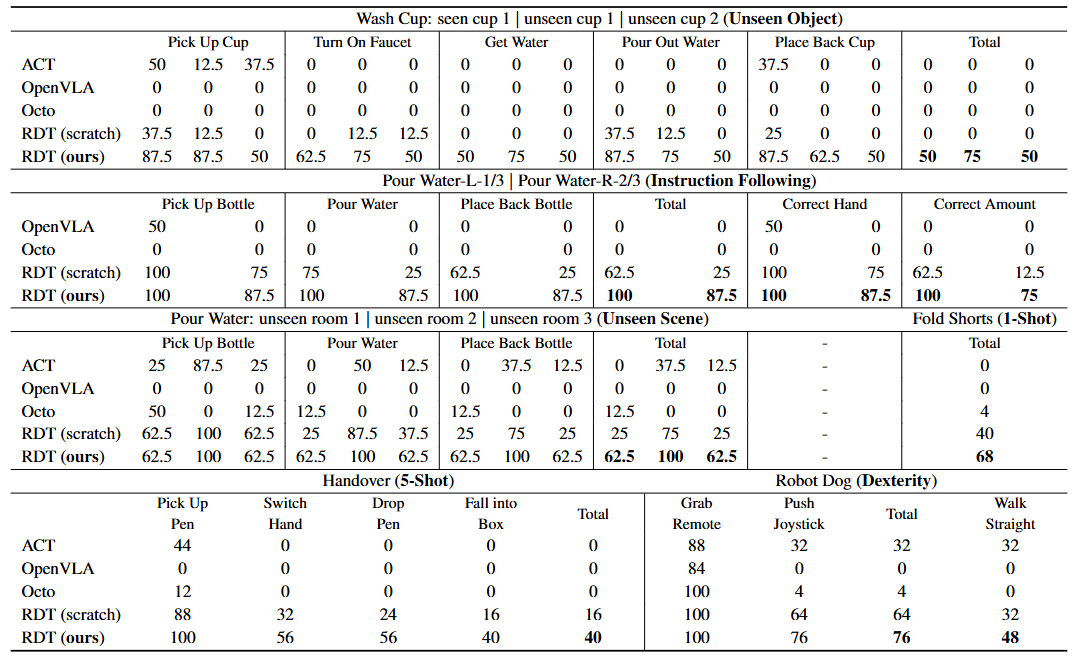 Wash Cup: seen cup 1 | unseen cup 1 | unseen cup 2 (Unseen Object)
Pick Up Cup Turn On Faucet Get Water Pour Out Water Place Back Cup Total
ACT 50 12.5 37.5 0 0 0 0 0 0 0 0 0 37.5 0 0 0 0 0
OpenVLA 0 0 0 0 0 0 0 0 0 0 0 0 0 0 0 0 0 0
Octo 0 0 0 0 0 0 0 0 0 0 0 0 0 0 0 0 0 0
RDT (scratch) 37.5 12.5 0 0 12.5 12.5 0 0 0 37.5 12.5 0 25 0 0 0 0 0
RDT (ours) 87.5 87.5 50 62.5 75 50 50 75 50 87.5 75 50 87.5 62.5 50 50 75 50
Pour Water-L-1/3 | Pour Water-R-2/3 (Instruction Following)
Pick Up Bottle Pour Water Place Back Bottle Total Correct Hand Correct Amount
OpenVLA 50 0 0 0 0 0 0 0 50 0 0 0
Octo 0 0 0 0 0 0 0 0 0 0 0 0
RDT (scratch) 100 75 75 25 62.5 25 62.5 25 100 75 62.5 12.5
RDT (ours) 100 87.5 100 87.5 100 87.5 100 87.5 100 87.5 100 75
Pour Water: unseen room 1 | unseen room 2 | unseen room 3 (Unseen Scene) Fold Shorts (1-Shot)
Pick Up Bottle Pour Water Place Back Bottle Total - Total
ACT 25 87.5 25 0 50 12.5 0 37.5 12.5 0 37.5 12.5 - 0
OpenVLA 0 0 0 0 0 0 0 0 0 0 0 0 - 0
Octo 50 0 12.5 12.5 0 0 12.5 0 0 12.5 0 0 - 4
RDT (scratch) 62.5 100 62.5 25 87.5 37.5 25 75 25 25 75 25 - 40
RDT (ours) 62.5 100 62.5 62.5 100 62.5 62.5 100 62.5 62.5 100 62.5 - 68
Handover (5-Shot) Robot Dog (Dexterity)
Pick Up Switch Drop Fall into Total Grab Push Total Walk
Pen Hand Pen Box Remote Joystick Straight
ACT 44 0 0 0 0 88 32 32 32
OpenVLA 0 0 0 0 0 84 0 0 0
Octo 12 0 0 0 0 100 4 4 0
RDT (scratch) 88 32 24 16 16 100 64 64 32
RDT (ours) 100 56 56 40 40 100 76 76 48